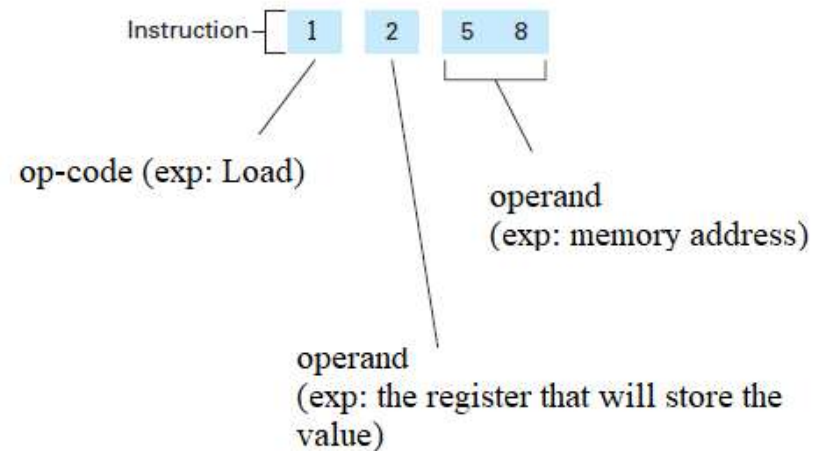 Instruction 1 2 5 8
op-code (exp: Load)
operand
(exp: memory address)
operand
(exp: the register that will store the
value)